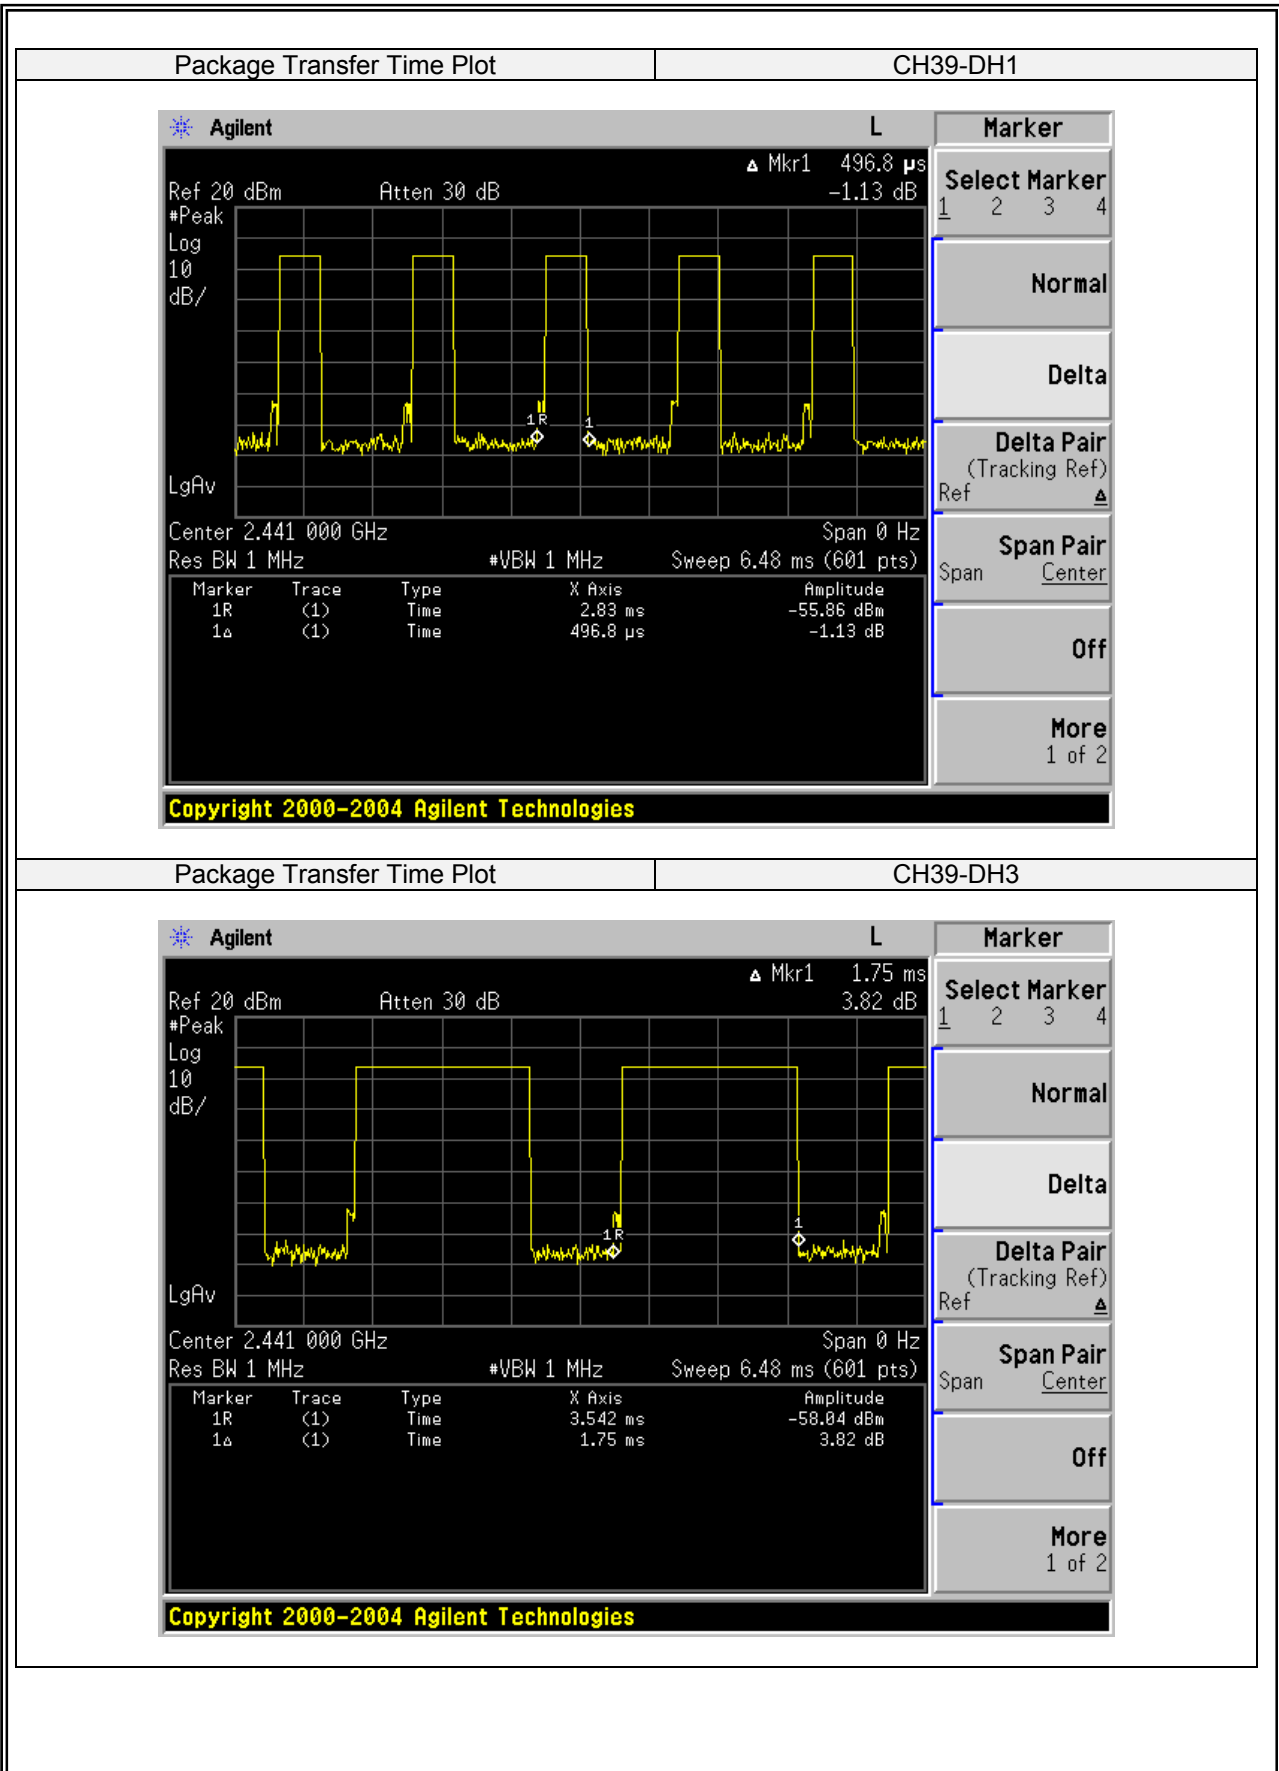 Package Transfer Time Plot CH39-DH1
Agilent L Marker
Δ Mkr1 496.8 µs
Ref 20 dBm Atten 30 dB -1.13 dB
Select Marker
1 2 3 4
#Peak
Log
10
dB/
Normal
Delta
1R 1
Delta Pair
(Tracking Ref)
Ref Δ
LgAv
Center 2.441 000 GHz Span 0 Hz
Res BW 1 MHz #VBW 1 MHz Sweep 6.48 ms (601 pts)
Span Pair
Span Center
Marker Trace Type X Axis Amplitude
1R (1) Time 2.83 ms -55.86 dBm
1Δ (1) Time 496.8 µs -1.13 dB
Off
More
1 of 2
Copyright 2000-2004 Agilent Technologies
Package Transfer Time Plot CH39-DH3
Agilent L Marker
Δ Mkr1 1.75 ms
Ref 20 dBm Atten 30 dB 3.82 dB
Select Marker
1 2 3 4
#Peak
Log
10
dB/
Normal
Delta
1R 1
Delta Pair
(Tracking Ref)
Ref Δ
LgAv
Center 2.441 000 GHz Span 0 Hz
Res BW 1 MHz #VBW 1 MHz Sweep 6.48 ms (601 pts)
Span Pair
Span Center
Marker Trace Type X Axis Amplitude
1R (1) Time 3.542 ms -58.04 dBm
1Δ (1) Time 1.75 ms 3.82 dB
Off
More
1 of 2
Copyright 2000-2004 Agilent Technologies